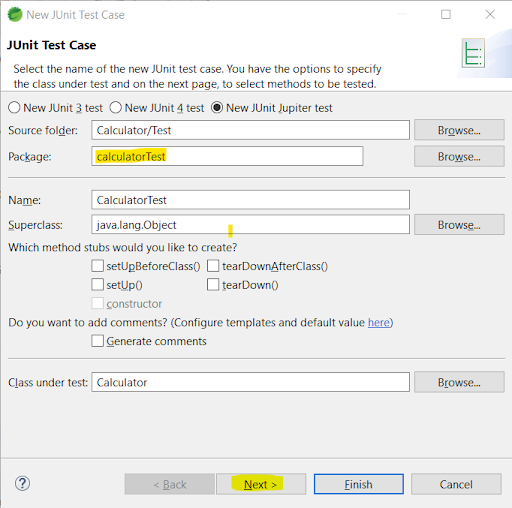 New JUnit Test Case
JUnit Test Case
Select the name of the new JUnit test case. You have the options to specify
the class under test and on the next page, to select methods to be tested.
New JUnit 3 test New JUnit 4 test New JUnit Jupiter test
Source folder: Calculator/Test Browse...
Package: calculatorTest Browse...
Name: CalculatorTest
Superclass: java.lang.Object Browse...
Which method stubs would you like to create?
setUpBeforeClass() tearDownAfterClass()
setUp() tearDown()
constructor
Do you want to add comments? (Configure templates and default value here)
Generate comments
Class under test: Calculator Browse...
? < Back Next > Finish Cancel